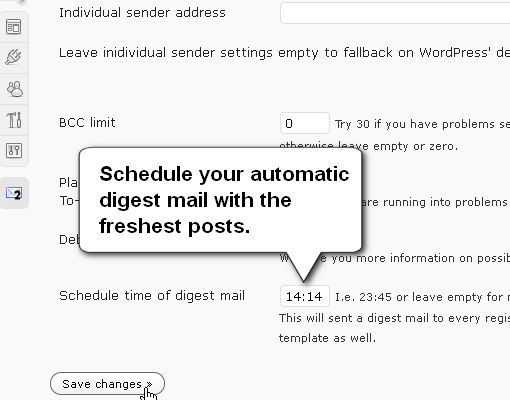 Individual sender address
Leave inidividual sender settings empty to fallback on WordPress' de
BCC limit
0
Try 30 if you have problems se
otherwise leave empty or zero.
Schedule your automatic
digest mail with the
freshest posts.
are running into problems
you more information on possib
Schedule time of digest mail
14:14
I.e. 23:45 or leave empty for
This will sent a digest mail to every regis
template as well.
Save changes »
2